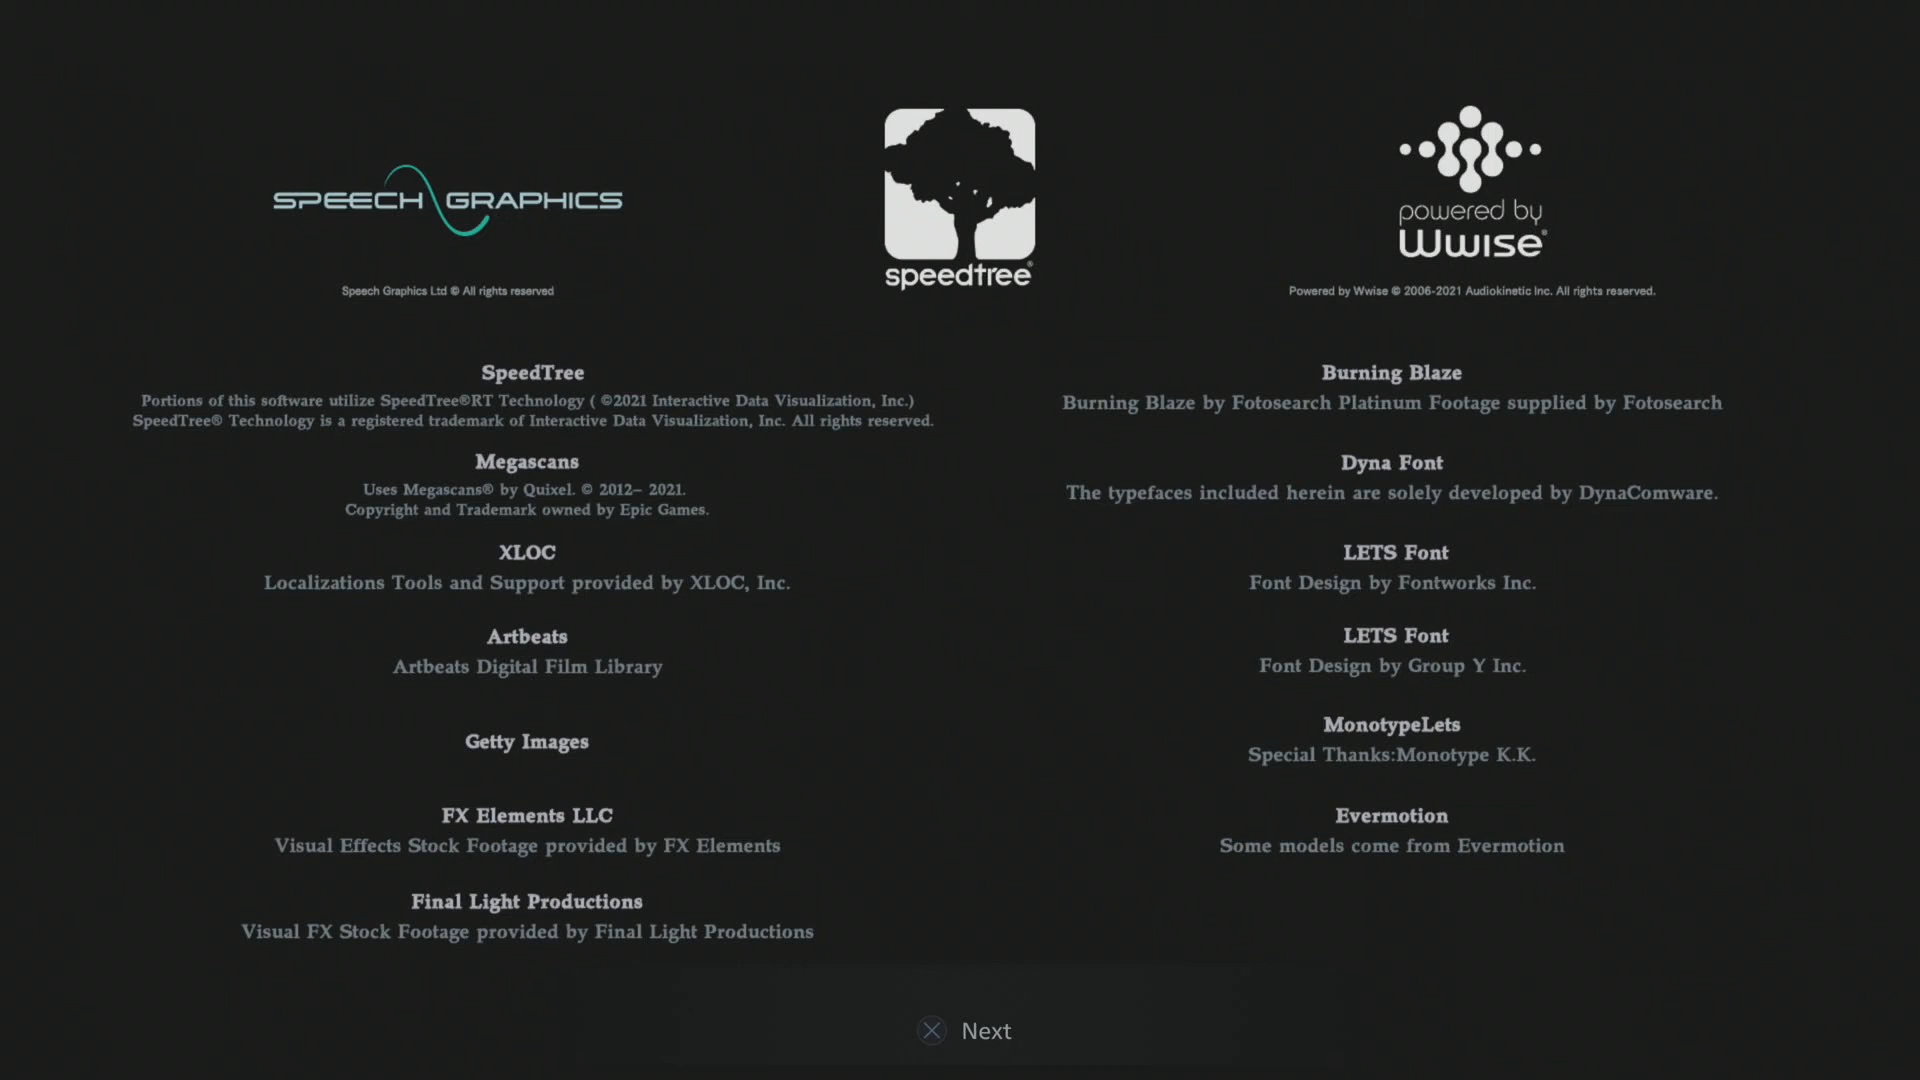 SPEECH GRAPHICS
Speech Graphics Ltd © All rights reserved
speedtree®
powered by
Wwise®
Powered by Wwise © 2006-2021 Audiokinetic Inc. All rights reserved.
SpeedTree
Portions of this software utilize SpeedTree®RT Technology ( ©2021 Interactive Data Visualization, Inc.)
SpeedTree® Technology is a registered trademark of Interactive Data Visualization, Inc. All rights reserved.
Megascans
Uses Megascans® by Quixel. © 2012– 2021.
Copyright and Trademark owned by Epic Games.
XLOC
Localizations Tools and Support provided by XLOC, Inc.
Artbeats
Artbeats Digital Film Library
Getty Images
FX Elements LLC
Visual Effects Stock Footage provided by FX Elements
Final Light Productions
Visual FX Stock Footage provided by Final Light Productions
Burning Blaze
Burning Blaze by Fotosearch Platinum Footage supplied by Fotosearch
Dyna Font
The typefaces included herein are solely developed by DynaComware.
LETS Font
Font Design by Fontworks Inc.
LETS Font
Font Design by Group Y Inc.
MonotypeLets
Special Thanks:Monotype K.K.
Evermotion
Some models come from Evermotion
Next